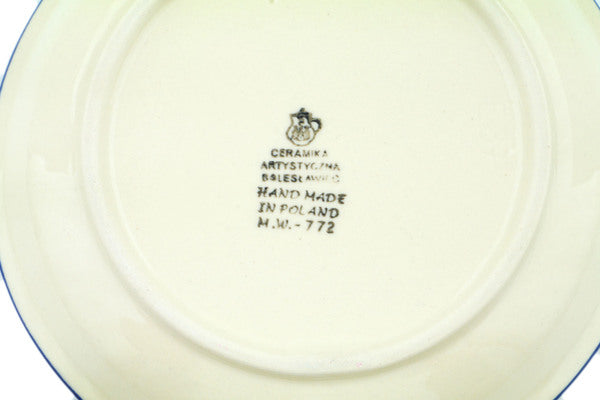 CERAMIKA
ARTYSTYCZNA
BOLESŁAWIEC
HAND MADE
IN POLAND
M.W.-772